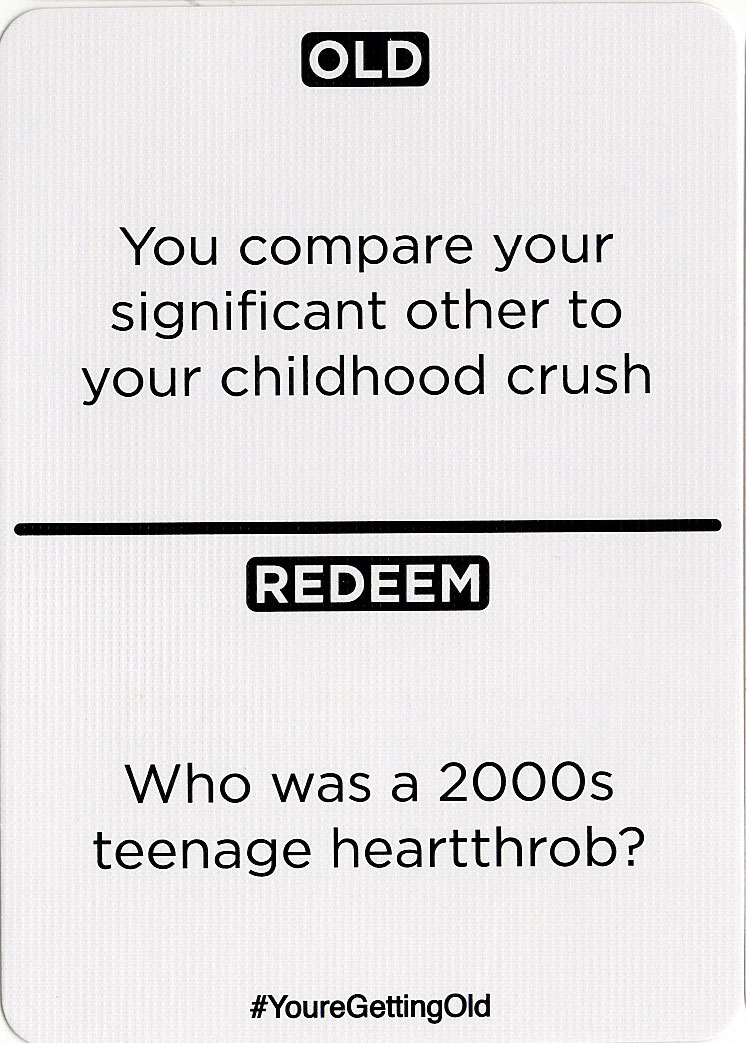 OLD
You compare your
significant other to
your childhood crush
REDEEM
Who was a 2000s
teenage heartthrob?
#YoureGettingOld